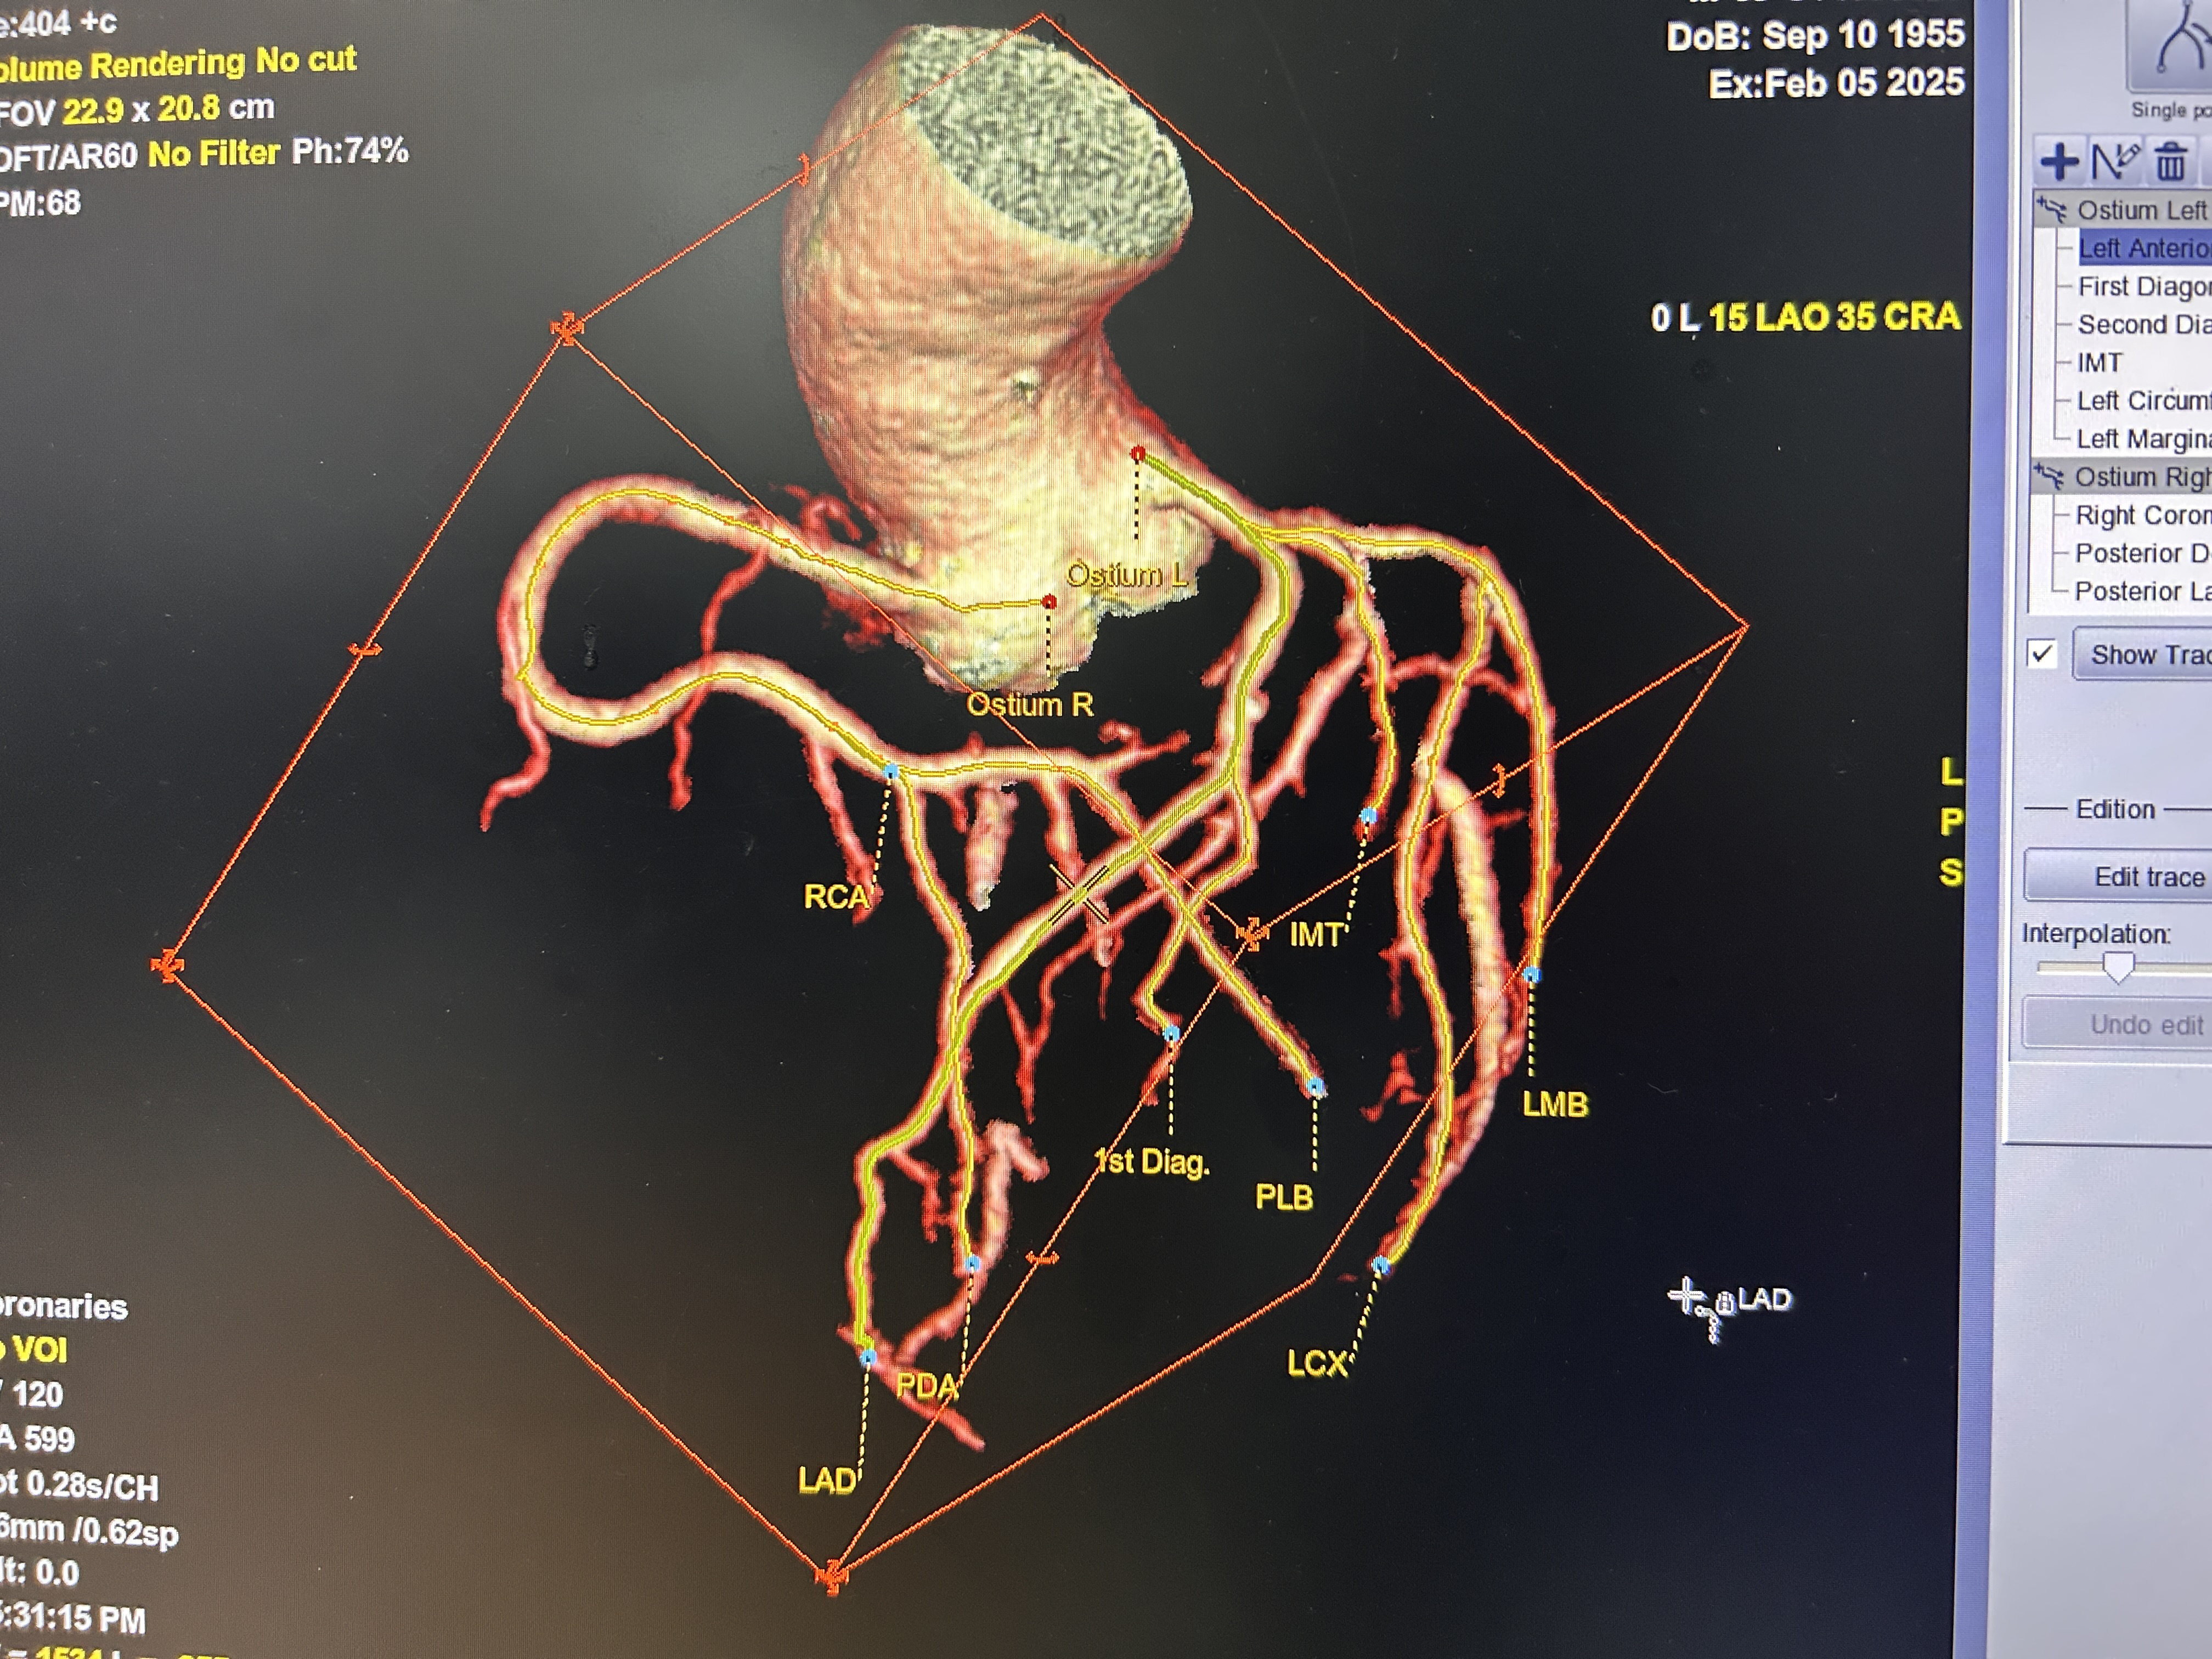 e:404 +c
olume Rendering No cut
FOV 22.9 x 20.8 cm
DFT/AR60 No Filter Ph:74%
PM:68
DoB: Sep 10 1955
Ex:Feb 05 2025
0 L 15 LAO 35 CRA
Ostium L
Ostium R
RCA
IMT
LMB
1st Diag.
PLB
LCX
PDA
LAD
LAD
L
P
S
oronaries
VOI
120
A 599
ot 0.28s/CH
6mm /0.62sp
lt: 0.0
:31:15 PM
Single po
Ostium Left
Left Anterio
First Diagon
Second Dia
IMT
Left Circumf
Left Margina
Ostium Righ
Right Coron
Posterior D
Posterior La
Show Trac
Edition
Edit trace
Interpolation:
Undo edit